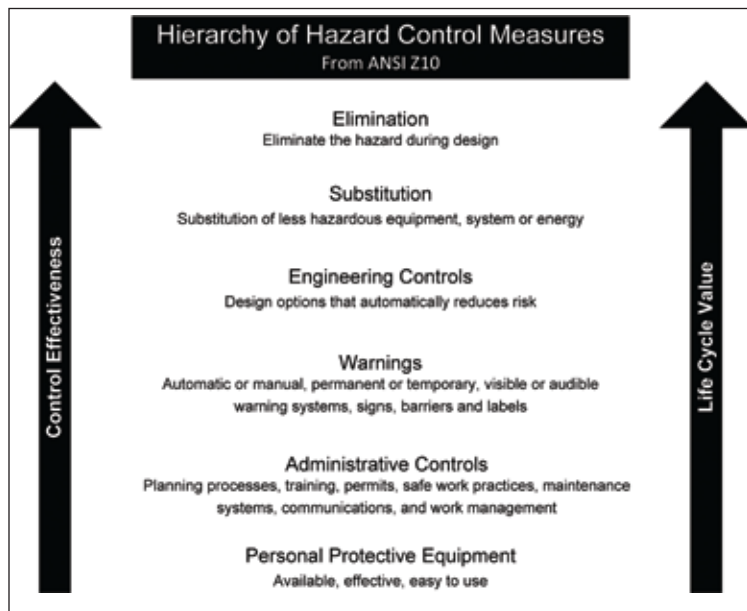 Hierarchy of Hazard Control Measures
From ANSI Z10
Elimination
Eliminate the hazard during design
Substitution
Substitution of less hazardous equipment, system or energy
Engineering Controls
Design options that automatically reduces risk
Warnings
Automatic or manual, permanent or temporary, visible or audible
warning systems, signs, barriers and labels
Administrative Controls
Planning processes, training, permits, safe work practices, maintenance
systems, communications, and work management
Personal Protective Equipment
Available, effective, easy to use
Control Effectiveness
Life Cycle Value